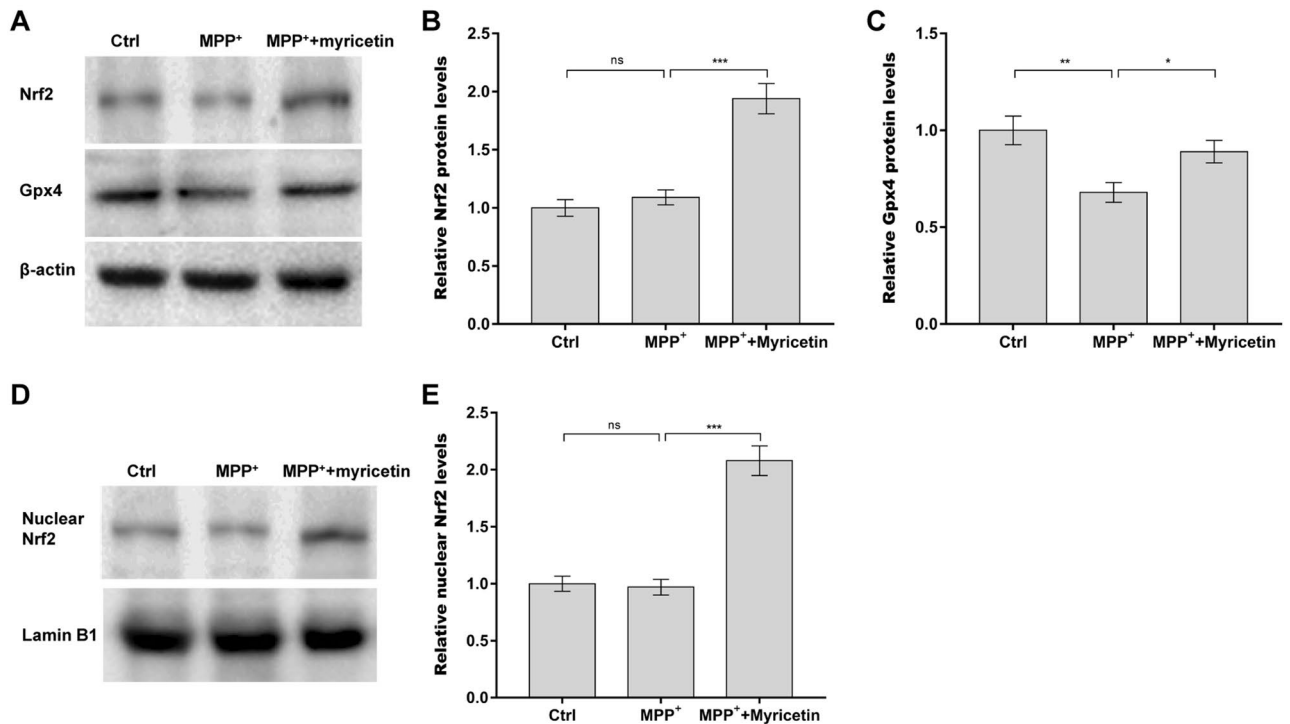 A
Ctrl MPP⁺ MPP⁺+myricetin
Nrf2
Gpx4
β-actin
B
Relative Nrf2 protein levels
2.5
2.0
1.5
1.0
0.5
0.0
ns
***
Ctrl MPP⁺ MPP⁺+Myricetin
C
Relative Gpx4 protein levels
1.5
1.0
0.5
0.0
**
*
Ctrl MPP⁺ MPP⁺+Myricetin
D
Ctrl MPP⁺ MPP⁺+myricetin
Nuclear
Nrf2
Lamin B1
E
Relative nuclear Nrf2 levels
2.5
2.0
1.5
1.0
0.5
0.0
ns
***
Ctrl MPP⁺ MPP⁺+Myricetin